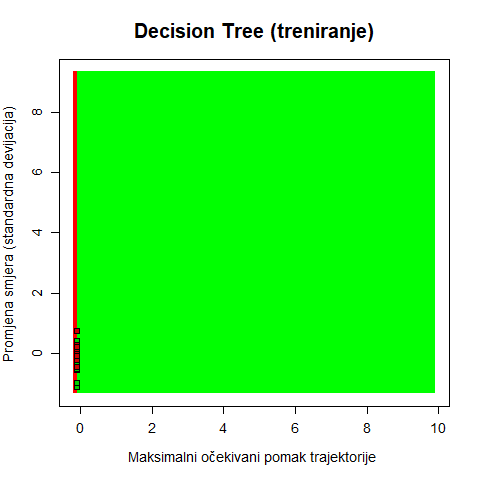 Decision Tree (treniranje)
Promjena smjera (standardna devijacija)
8
6
4
2
0
0 2 4 6 8 10
Maksimalni očekivani pomak trajektorije